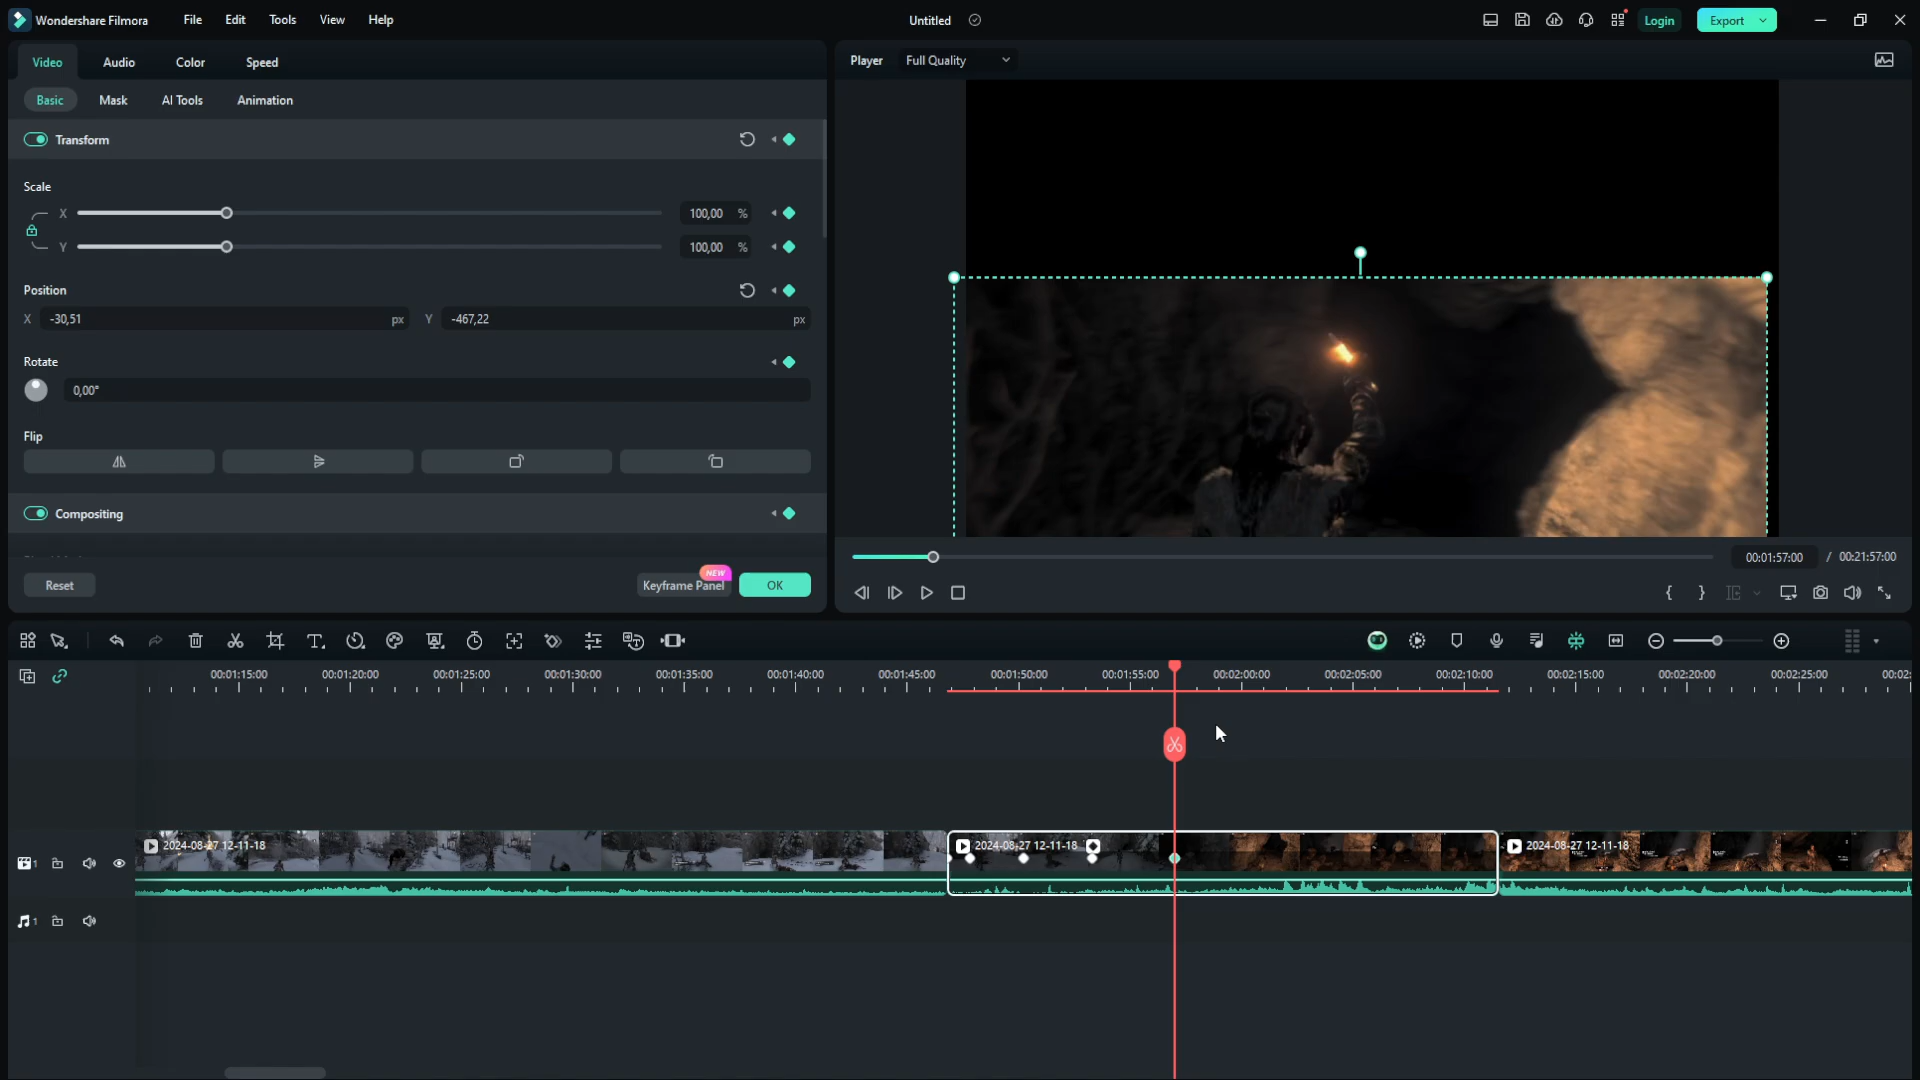 Wondershare Filmora File Edit Tools View Help Untitled Login Export
Video Audio Color Speed
Player Full Quality
Basic Mask AI Tools Animation
Transform
Scale
X 100,00 %
Y 100,00 %
Position
X -30,51 px Y -467,22 px
Rotate
0,00°
Flip
Compositing
00:01:57:00 / 00:21:57:00
NEW
Reset Keyframe Panel OK
00:01:15:00 00:01:20:00 00:01:25:00 00:01:30:00 00:01:35:00 00:01:40:00 00:01:45:00 00:01:50:00 00:01:55:00 00:02:00:00 00:02:05:00 00:02:10:00 00:02:15:00 00:02:20:00 00:02:25:00 00:02:
2024-08-27 12-11-18 2024-08-27 12-11-18 2024-08-27 12-11-18
1
1